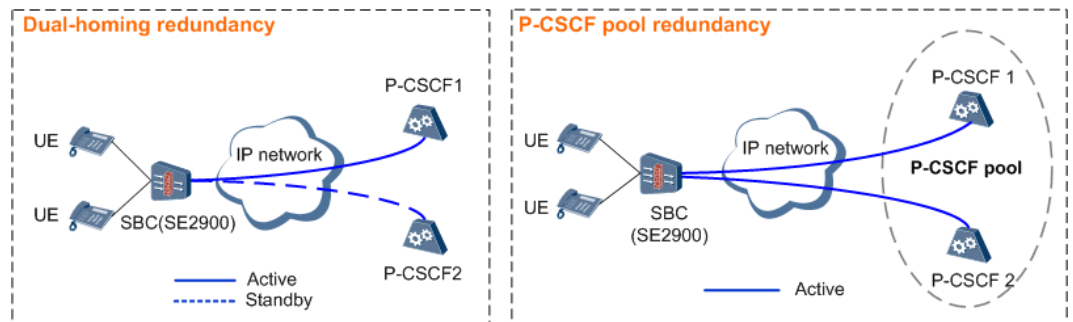 Dual-homing redundancy
P-CSCF1
UE
IP network
UE
SBC(SE2900)
P-CSCF2
Active
Standby
P-CSCF pool redundancy
P-CSCF 1
UE
IP network
P-CSCF pool
UE
SBC
(SE2900)
P-CSCF 2
Active